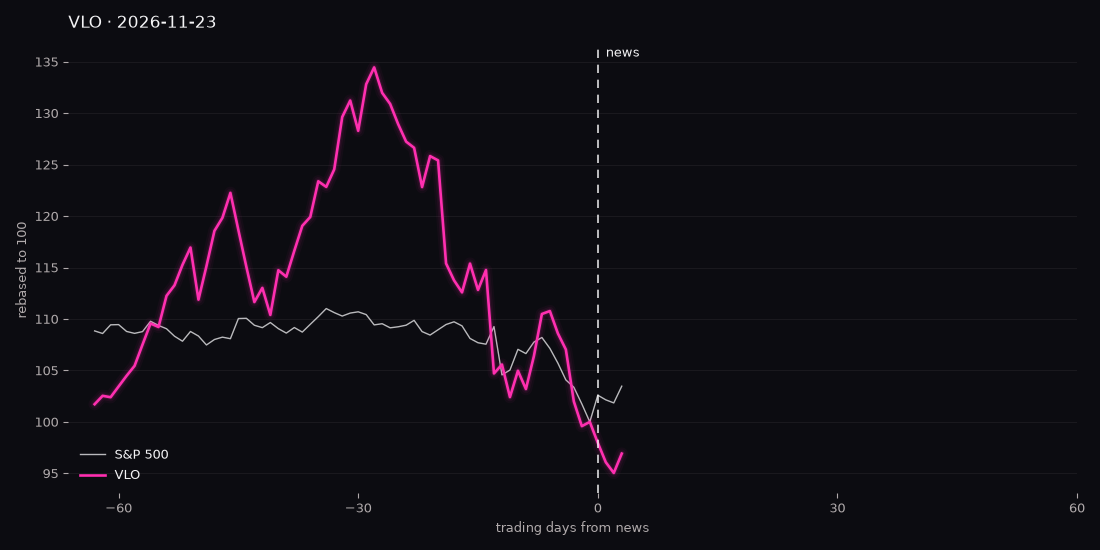 VLO · 2026-11-23
news
135
130
125
120
115
110
105
100
95
rebased to 100
S&P 500
VLO
−60
−30
0
30
60
trading days from news